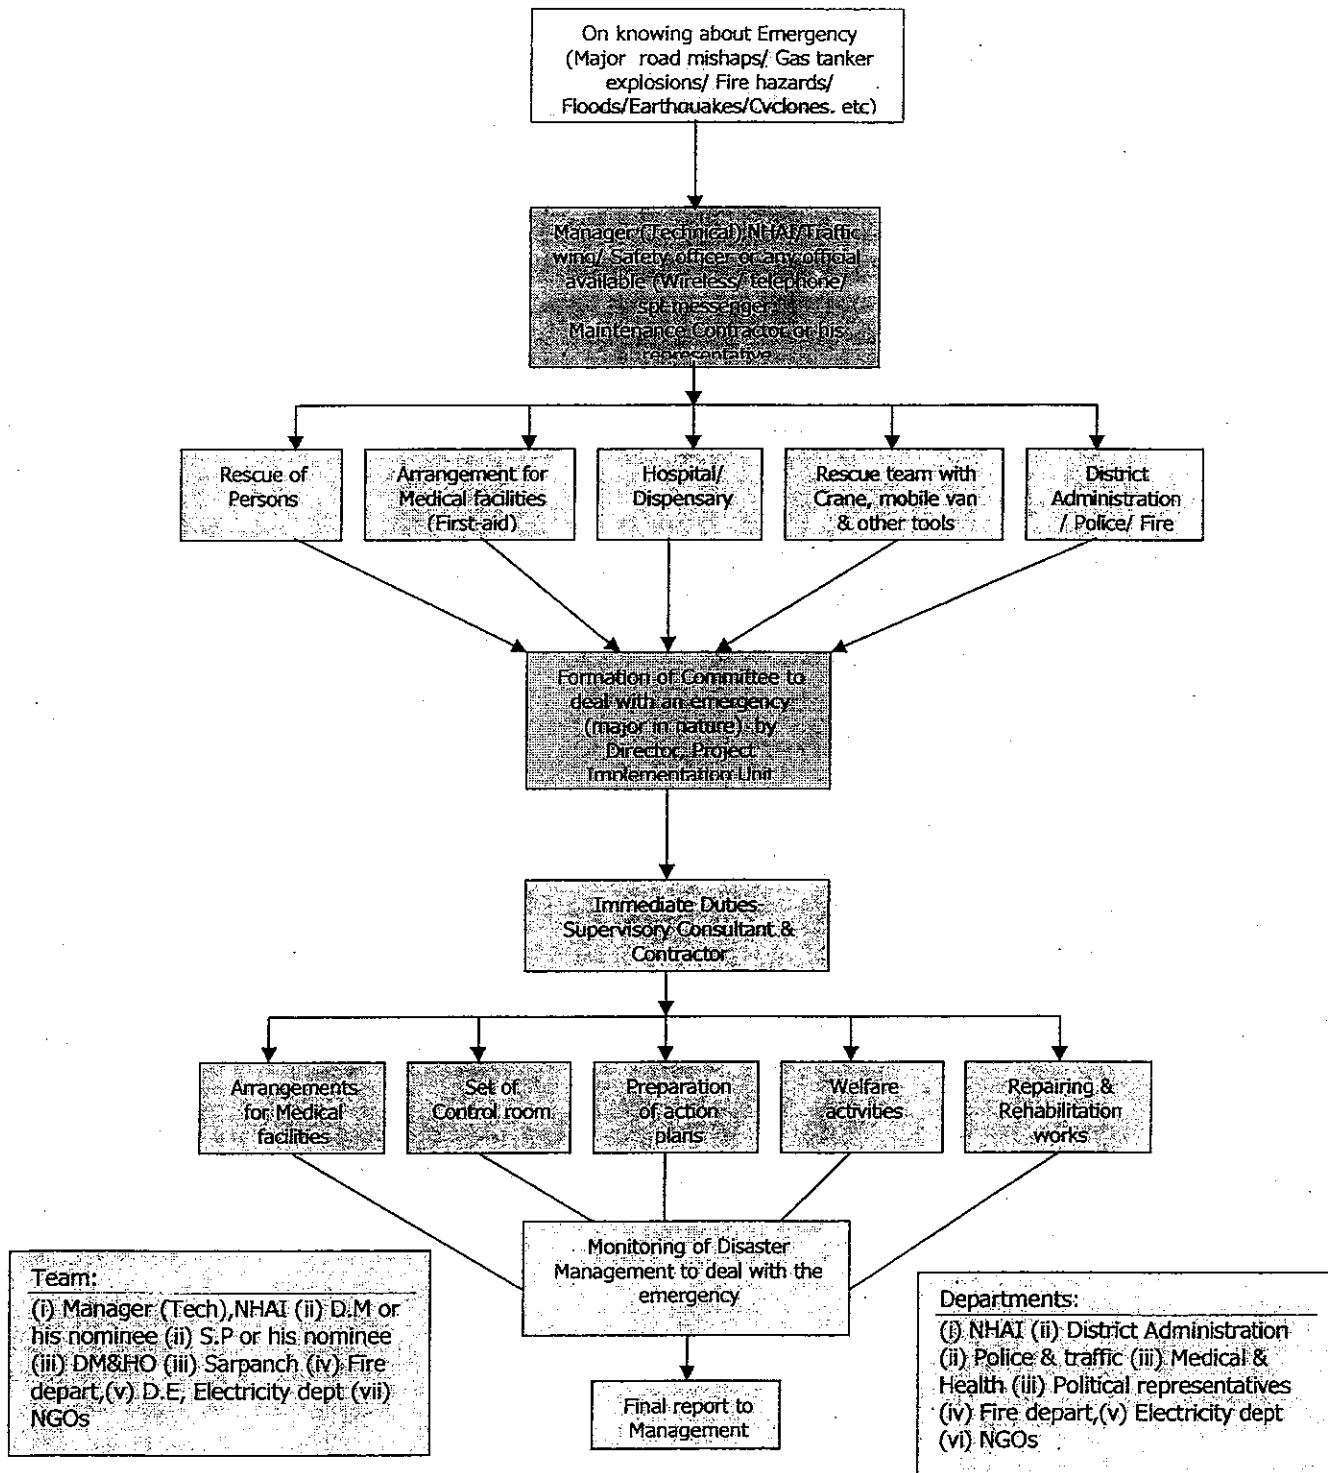 On knowing about Emergency
(Major road mishaps/ Gas tanker
explosions/ Fire hazards/
Floods/Earthquakes/Cyclones. etc)
Manager (Technical) NHAI/Traffic
wing/ Safety officer or any official
available (Wireless/ telephone/
spl messenger
Maintenance Contractor or his
representative
Rescue of
Persons
Arrangement for
Medical facilities
(First-aid)
Hospital/
Dispensary
Rescue team with
Crane, mobile van
& other tools
District
Administration
/ Police/ Fire
Formation of Committee to
deal with an emergency
(major in nature) by
Director, Project
Implementation Unit
Immediate Duties-
Supervisory Consultant &
Contractor
Arrangements
for Medical
facilities
Set of
Control room
Preparation
of action
plans
Welfare
activities
Repairing &
Rehabilitation
works
Monitoring of Disaster
Management to deal with the
emergency
Team:
(i) Manager (Tech),NHAI (ii) D.M or
his nominee (ii) S.P or his nominee
(iii) DM&HO (iii) Sarpanch (iv) Fire
depart,(v) D.E, Electricity dept (vii)
NGOs
Departments:
(i) NHAI (ii) District Administration
(ii) Police & traffic (iii) Medical &
Health (iii) Political representatives
(iv) Fire depart,(v) Electricity dept
(vi) NGOs
Final report to
Management